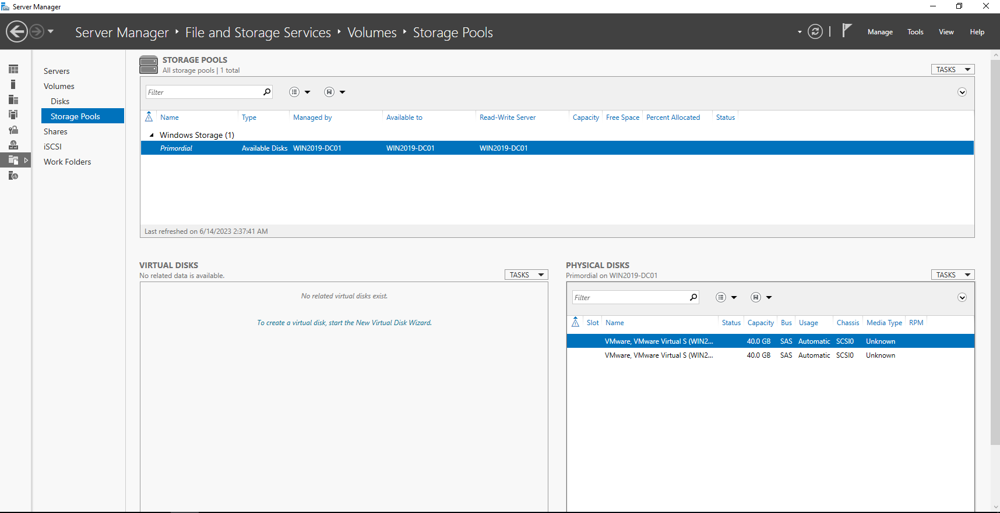 Server Manager
Server Manager ‣ File and Storage Services ‣ Volumes ‣ Storage Pools
Manage Tools View Help
Servers
Volumes
Disks
Storage Pools
Shares
iSCSI
Work Folders
STORAGE POOLS
All storage pools | 1 total
TASKS
Filter
Name Type Managed by Available to Read-Write Server Capacity Free Space Percent Allocated Status
Windows Storage (1)
Primordial Available Disks WIN2019-DC01 WIN2019-DC01 WIN2019-DC01
Last refreshed on 6/14/2023 2:37:41 AM
VIRTUAL DISKS
No related data is available.
TASKS
No related virtual disks exist.
To create a virtual disk, start the New Virtual Disk Wizard.
PHYSICAL DISKS
Primordial on WIN2019-DC01
TASKS
Filter
Slot Name Status Capacity Bus Usage Chassis Media Type RPM
VMware, VMware Virtual S (WIN2... 40.0 GB SAS Automatic SCSI0 Unknown
VMware, VMware Virtual S (WIN2... 40.0 GB SAS Automatic SCSI0 Unknown